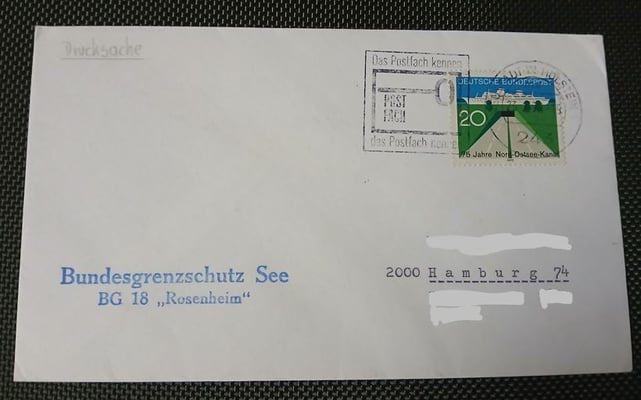 Drucksache
Das Postfach kennen
POST
FACH
das Postfach nennen
DEUTSCHE BUNDESPOST
20
75 Jahre Nord-Ostsee-Kanal
Bundesgrenzschutz See
BG 18 „Rosenheim"
2000 Hamburg 74